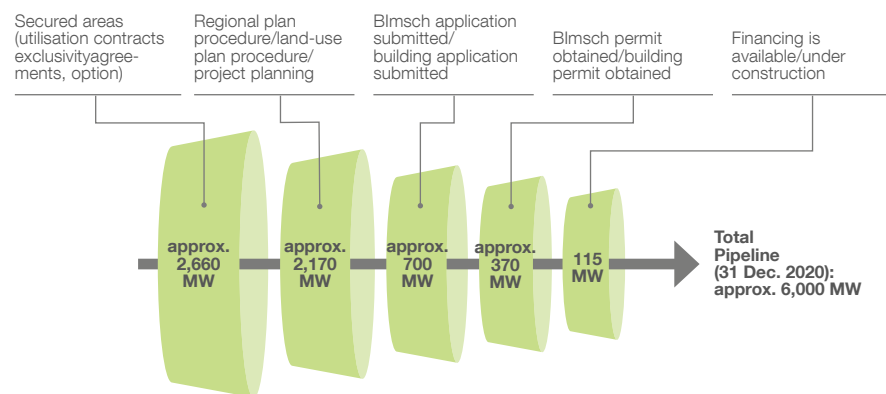 Secured areas
(utilisation contracts
exclusivityagree-
ments, option)
Regional plan
procedure/land-use
plan procedure/
project planning
BImsch application
submitted/
building application
submitted
BImsch permit
obtained/building
permit obtained
Financing is
available/under
construction
approx.
2,660
MW
approx.
2,170
MW
approx.
700
MW
approx.
370
MW
115
MW
Total
Pipeline
(31 Dec. 2020):
approx. 6,000 MW